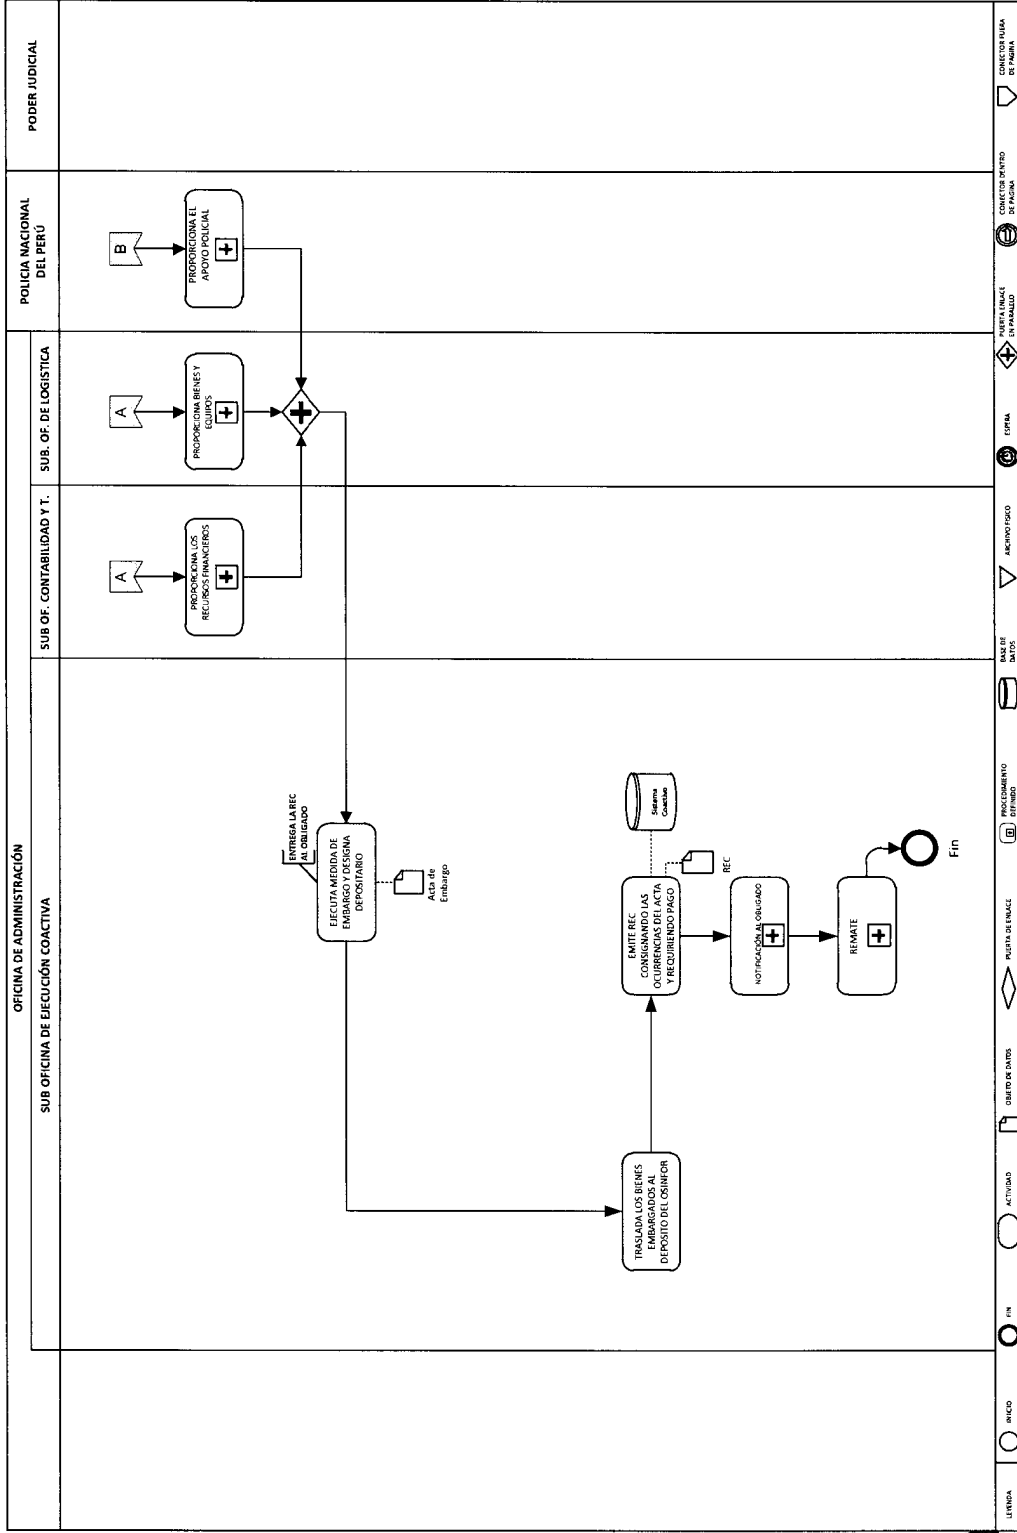 OFICINA DE ADMINISTRACIÓN
POLICIA NACIONAL
DEL PERÚ
PODER JUDICIAL
SUB OFICINA DE EJECUCIÓN COACTIVA
SUB OF. CONTABILIDAD Y T.
SUB. OF. DE LOGISTICA
A
A
B
PROPORCIONA LOS
RECURSOS FINANCIEROS
PROPORCIONA BIENES Y
EQUIPOS
PROPORCIONA EL
APOYO POLICIAL
ENTREGA LA REC
AL OBLIGADO
EJECUTA MEDIDA DE
EMBARGO Y DESIGNA
DEPOSITARIO
Acta de
Embargo
TRASLADA LOS BIENES
EMBARGADOS AL
DEPOSITO DEL OSINFOR
EMITE REC
CONSIGNANDO LAS
OCURRENCIAS DEL ACTA
Y REQUIRIENDO PAGO
Sistema
Coactivo
REC
NOTIFICACIÓN AL OBLIGADO
REMATE
Fin
LEYENDA
INICIO
FIN
ACTIVIDAD
OBJETO DE DATOS
PUERTA DE ENLACE
PROCEDIMIENTO
DEFINIDO
BASE DE
DATOS
ARCHIVO FISICO
ESPERA
PUERTA ENLACE
EN PARALELO
CONECTOR DENTRO
DE PAGINA
CONECTOR FUERA
DE PAGINA